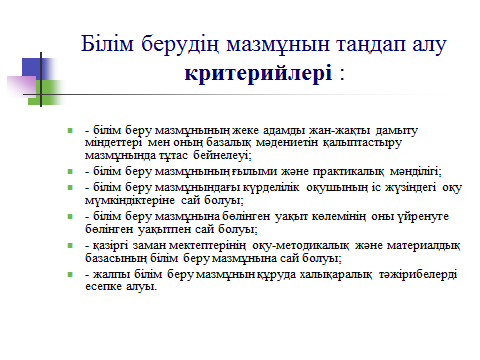 Білім берудің мазмұнын таңдап алу
критерийлері :
- білім беру мазмұнының жеке адамды жан-жақты дамыту
міндеттері мен оның базалық мәдениетін қалыптастыру
мазмұнында тұтас бейнелеуі;
- білім беру мазмұнының ғылыми және практикалық мәнділігі;
- білім беру мазмұнындағы күрделілік оқушының іс жүзіндегі оқу
мүмкіндіктеріне сай болуы;
- білім беру мазмұнына бөлінген уақыт көлемінің оны үйренуге
бөлінген уақытпен сай болуы;
- қазіргі заман мектептерінің оқу-методикалық және материалдық
базасының білім беру мазмұнына сай болуы;
- жалпы білім беру мазмұнын құруда халықаралық тәжірибелерді
есепке алуы.